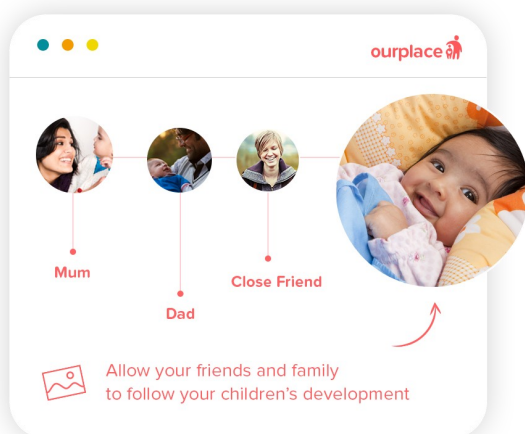 ourplace
Mum
Close Friend
Dad
Allow your friends and family
to follow your children's development